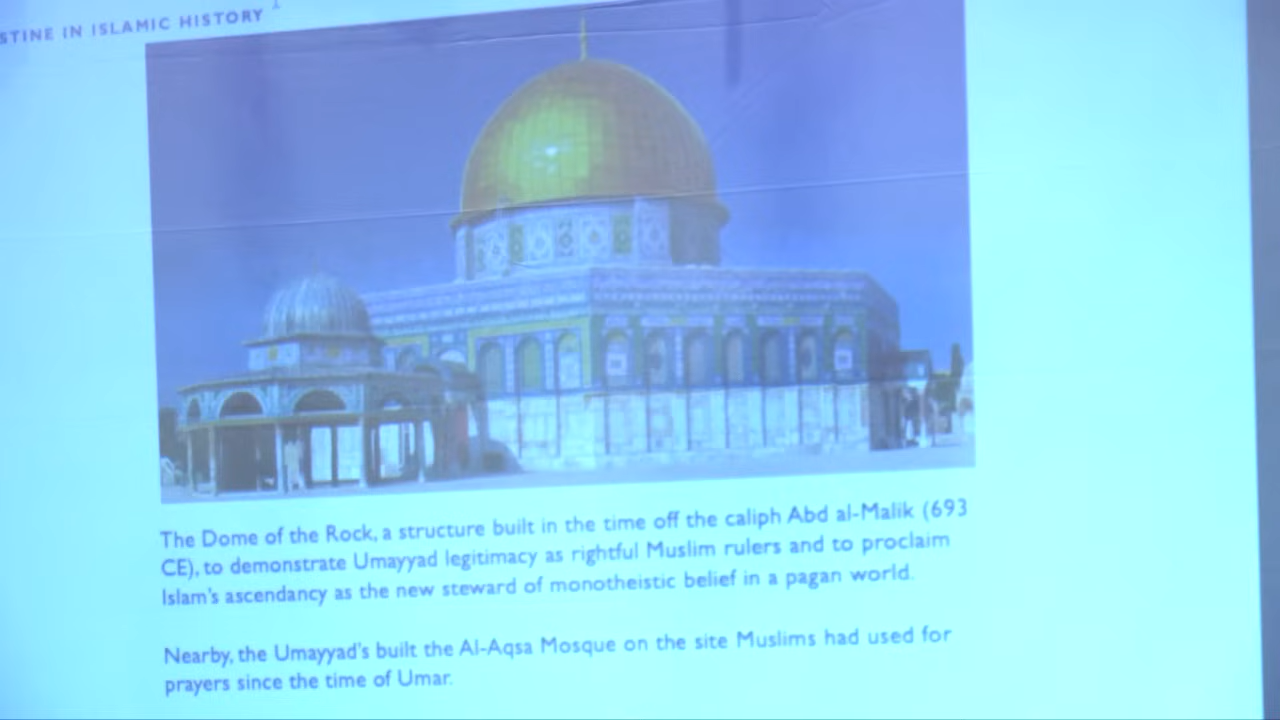 STINE IN ISLAMIC HISTORY
The Dome of the Rock, a structure built in the time off the caliph Abd al-Malik (693
CE), to demonstrate Umayyad legitimacy as rightful Muslim rulers and to proclaim
Islam's ascendancy as the new steward of monotheistic belief in a pagan world.
Nearby, the Umayyad's built the Al-Aqsa Mosque on the site Muslims had used for
prayers since the time of Umar.